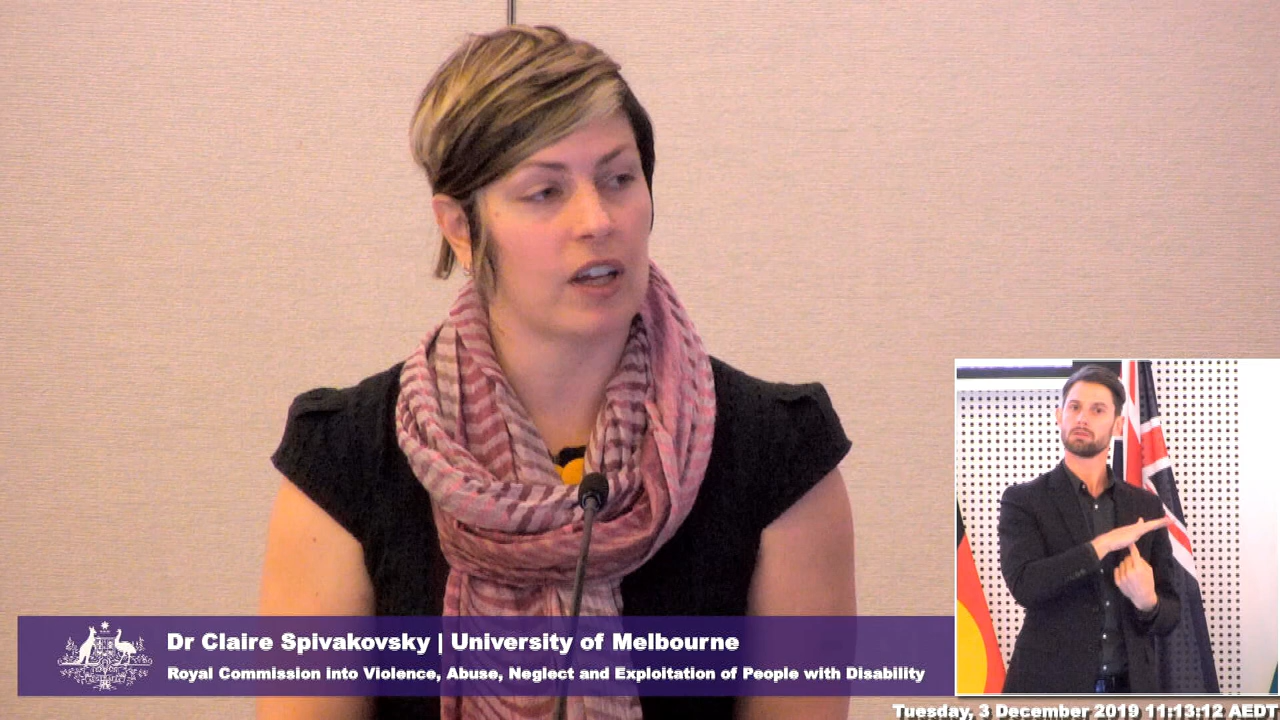 Dr Claire Spivakovsky | University of Melbourne
Royal Commission into Violence, Abuse, Neglect and Exploitation of People with Disability
Tuesday, 3 December 2019 11:13:12 AEDT